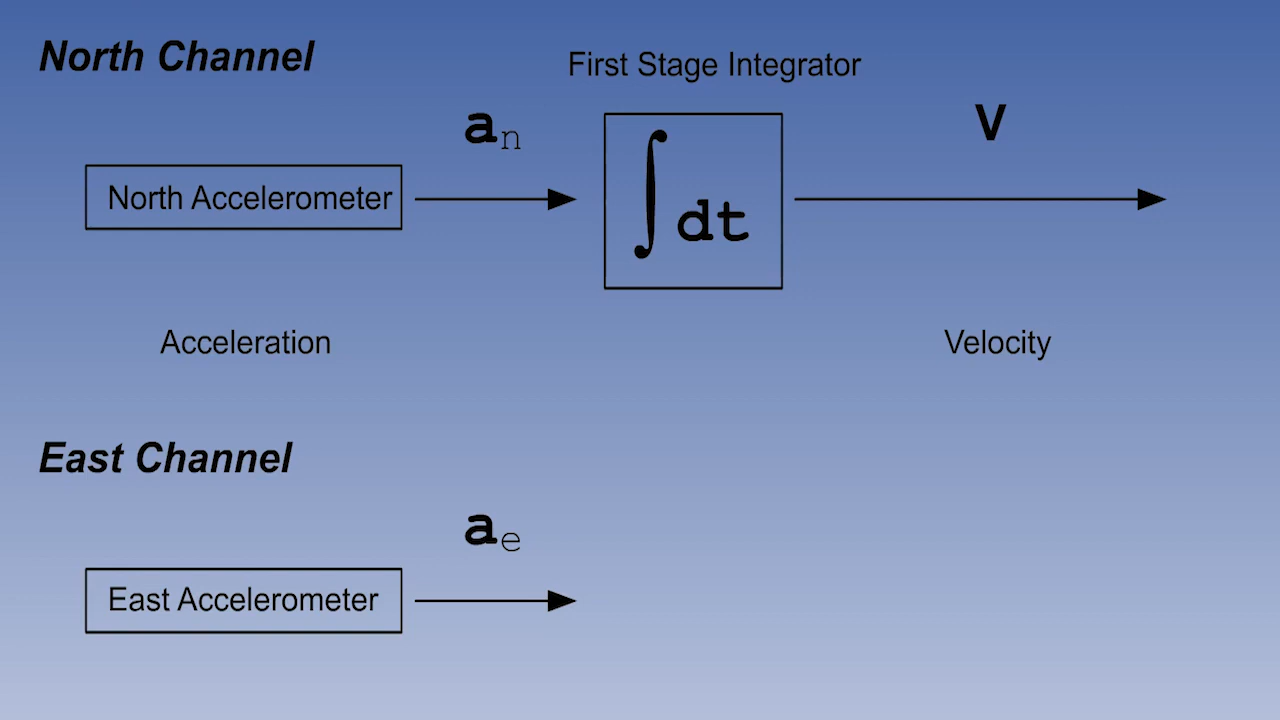 North Channel
First Stage Integrator
aₙ
V
North Accelerometer
∫dt
Acceleration
Velocity
East Channel
aₑ
East Accelerometer